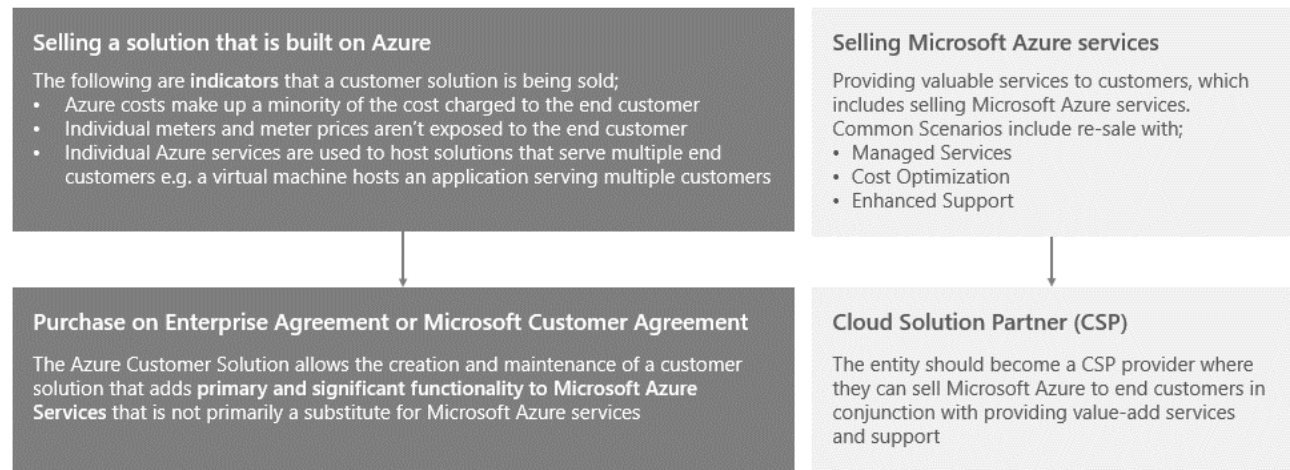 Selling a solution that is built on Azure
The following are indicators that a customer solution is being sold;
• Azure costs make up a minority of the cost charged to the end customer
• Individual meters and meter prices aren't exposed to the end customer
• Individual Azure services are used to host solutions that serve multiple end
customers e.g. a virtual machine hosts an application serving multiple customers
Selling Microsoft Azure services
Providing valuable services to customers, which
includes selling Microsoft Azure services.
Common Scenarios include re-sale with;
• Managed Services
• Cost Optimization
• Enhanced Support
Purchase on Enterprise Agreement or Microsoft Customer Agreement
The Azure Customer Solution allows the creation and maintenance of a customer
solution that adds primary and significant functionality to Microsoft Azure
Services that is not primarily a substitute for Microsoft Azure services
Cloud Solution Partner (CSP)
The entity should become a CSP provider where
they can sell Microsoft Azure to end customers in
conjunction with providing value-add services
and support